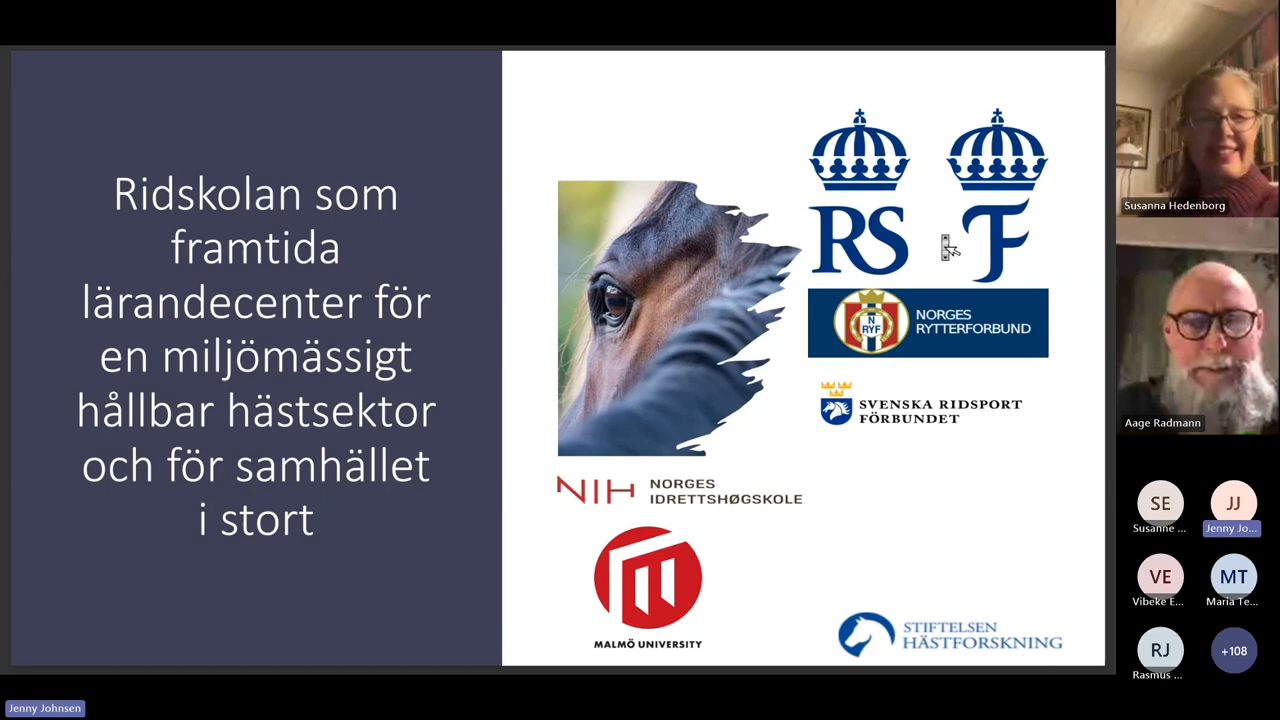 Ridskolan som
framtida
lärandecenter för
en miljömässigt
hållbar hästsektor
och för samhället
i stort
RS F
N
RYF
NORGES
RYTTERFORBUND
SVENSKA RIDSPORT
FÖRBUNDET
NIH NORGES
IDRETTSHØGSKOLE
MALMÖ UNIVERSITY
STIFTELSEN
HÄSTFORSKNING
Susanna Hedenborg
Aage Radmann
SE
Susanne ...
JJ
Jenny Jo...
VE
Vibeke E...
MT
Maria Te...
RJ
Rasmus ...
+108
Jenny Johnsen